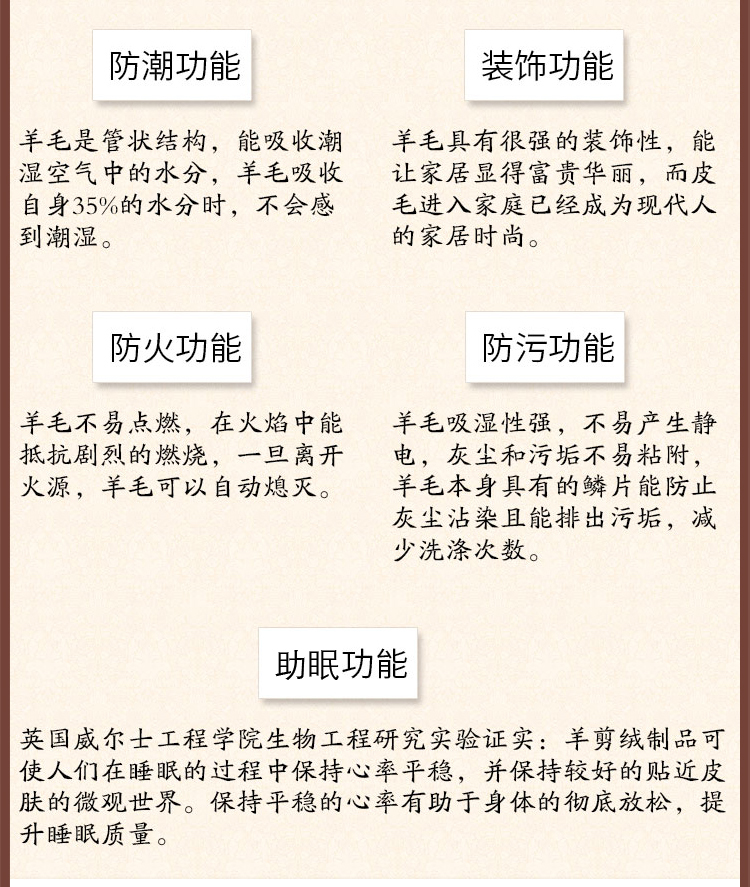 防潮功能
羊毛是管状结构，能吸收潮
湿空气中的水分，羊毛吸收
自身35%的水分时，不会感
到潮湿。
装饰功能
羊毛具有很强的装饰性，能
让家居显得富贵华丽，而皮
毛进入家庭已经成为现代人
的家居时尚。
防火功能
羊毛不易点燃，在火焰中能
抵抗剧烈的燃烧，一旦离开
火源，羊毛可以自动熄灭。
防污功能
羊毛吸湿性强，不易产生静
电，灰尘和污垢不易粘附，
羊毛本身具有的鳞片能防止
灰尘沾染且能排出污垢，减
少洗涤次数。
助眠功能
英国威尔士工程学院生物工程研究实验证实：羊剪绒制品可
使人们在睡眠的过程中保持心率平稳，并保持较好的贴近皮
肤的微观世界。保持平稳的心率有助于身体的彻底放松，提
升睡眠质量。